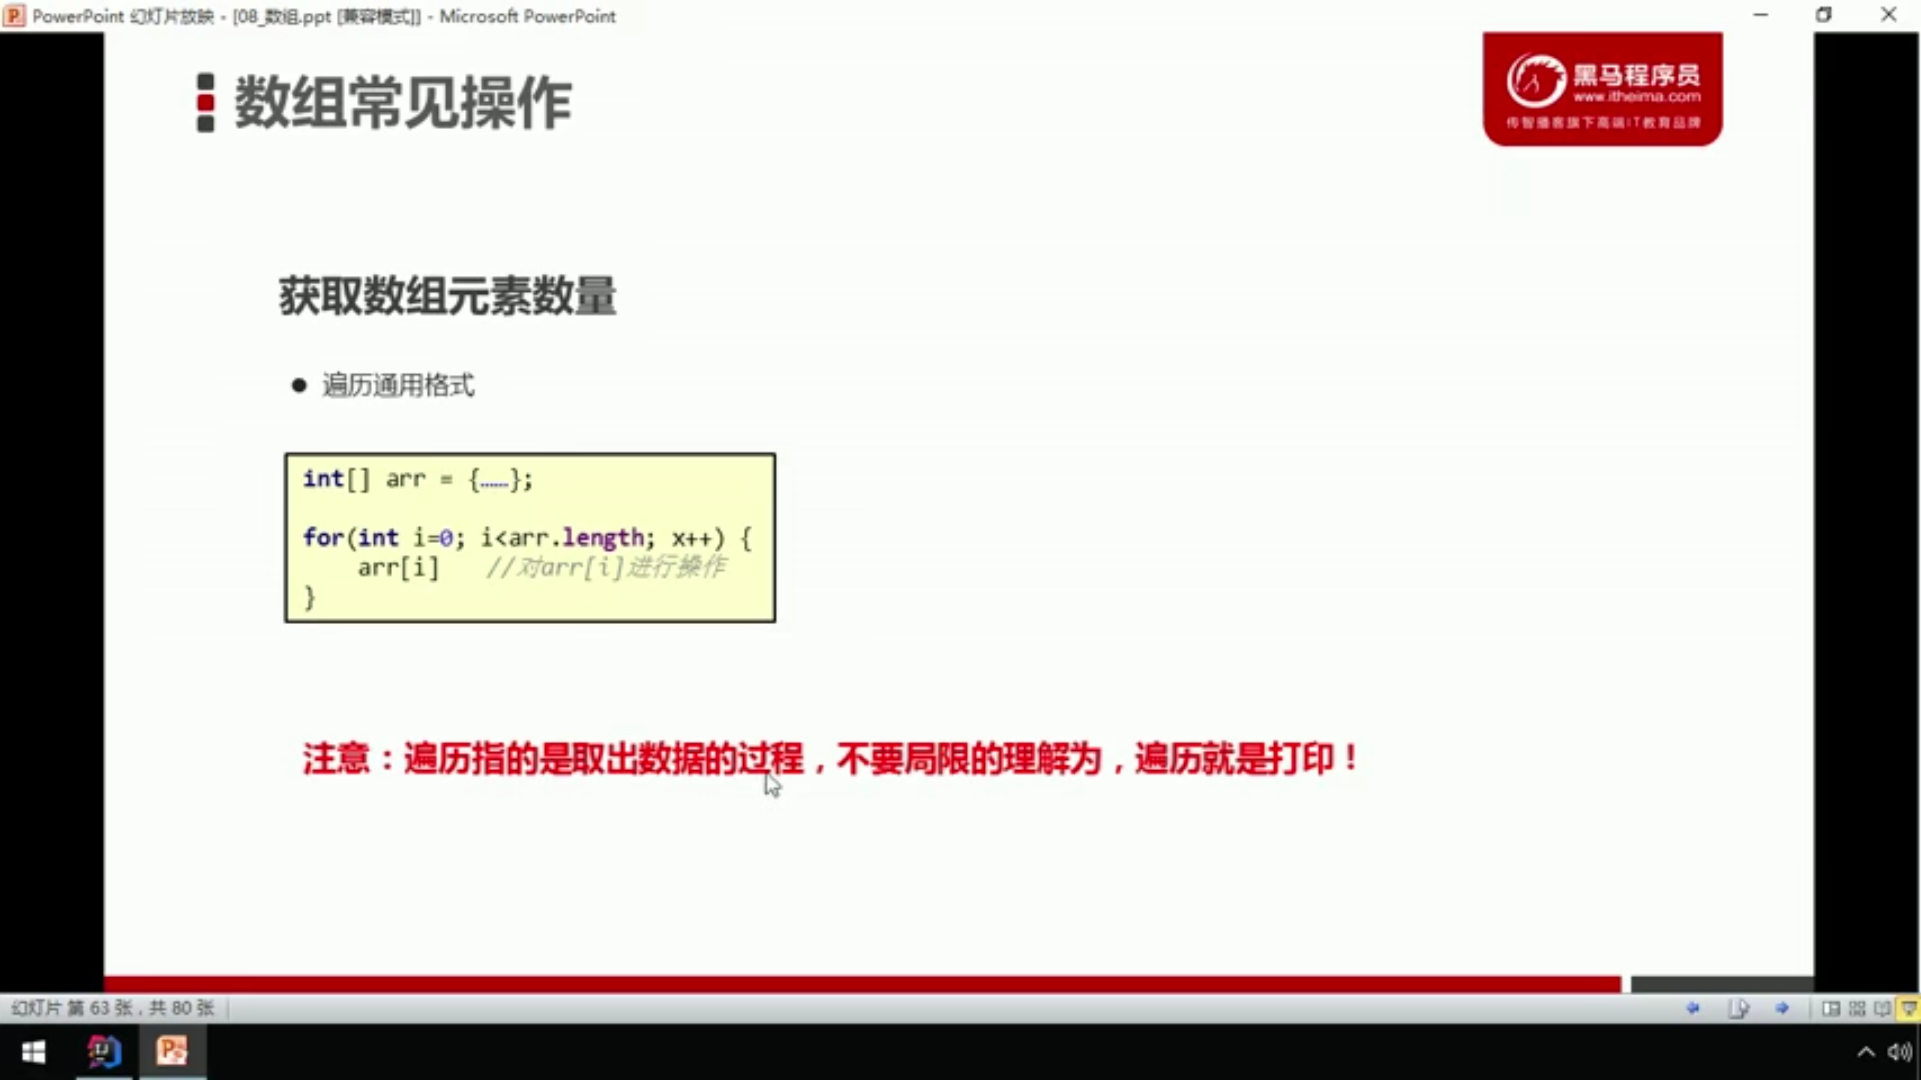 PowerPoint 幻灯片放映 - [08_数组.ppt [兼容模式]] - Microsoft PowerPoint
数组常见操作
黑马程序员
www.itheima.com
传智播客旗下高端IT教育品牌
获取数组元素数量
● 遍历通用格式
int[] arr = {……};
for(int i=0; i<arr.length; x++) {
arr[i] //对arr[i]进行操作
}
注意：遍历指的是取出数据的过程，不要局限的理解为，遍历就是打印！
幻灯片 第 63 张，共 80 张